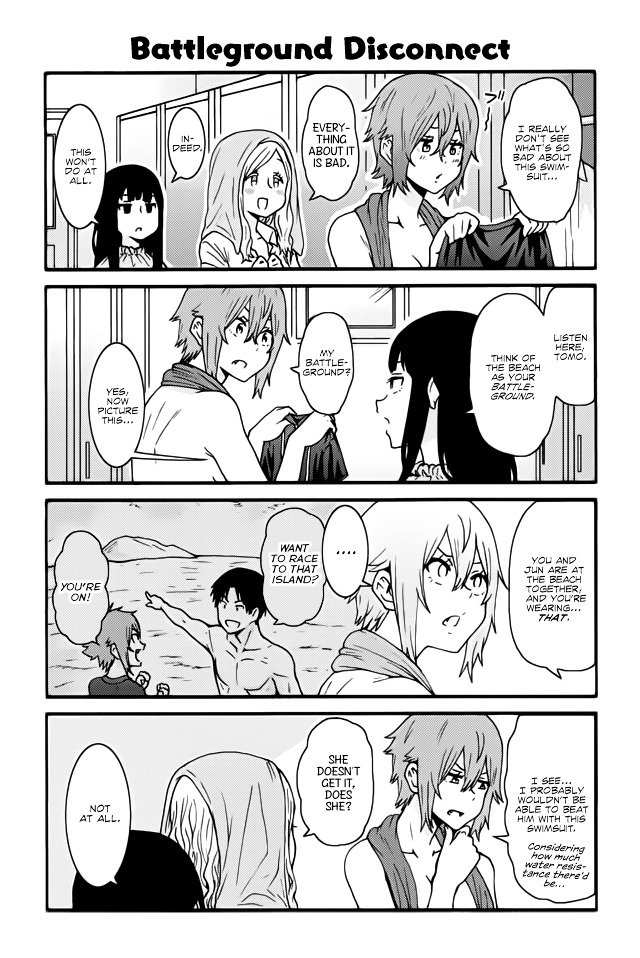 Battleground Disconnect
I REALLY
DON'T SEE
WHAT'S SO
BAD ABOUT
THIS SWIM-
SUIT...
EVERY-
THING
ABOUT IT
IS BAD.
IN-
DEED.
THIS
WON'T
DO AT
ALL.
LISTEN
HERE,
TOMO.
THINK OF
THE BEACH
AS YOUR
BATTLE-
GROUND.
MY
BATTLE-
GROUND?
YES,
NOW
PICTURE
THIS...
YOU AND
JUN ARE AT
THE BEACH
TOGETHER,
AND YOU'RE
WEARING...
THAT.
....
WANT
TO RACE
TO THAT
ISLAND?
YOU'RE
ON!
I SEE...
I PROBABLY
WOULDN'T BE
ABLE TO BEAT
HIM WITH THIS
SWIMSUIT.
Considering
how much
water resis-
tance there'd
be...
SHE
DOESN'T
GET IT,
DOES
SHE?
NOT
AT ALL.